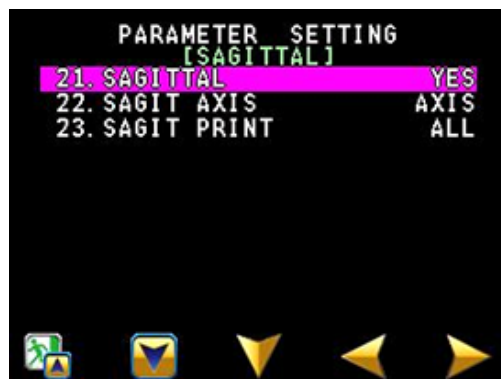 PARAMETER SETTING
[SAGITTAL]
21. SAGITTAL YES
22. SAGIT AXIS AXIS
23. SAGIT PRINT ALL